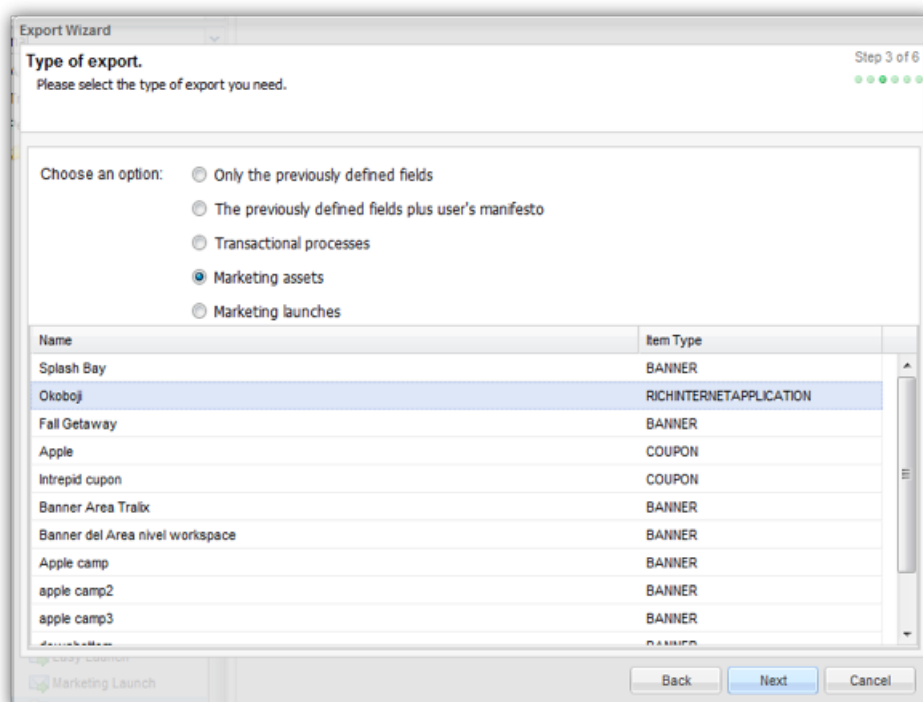 Export Wizard
Type of export.
Step 3 of 6
Please select the type of export you need.
Choose an option:
Only the previously defined fields
The previously defined fields plus user's manifesto
Transactional processes
Marketing assets
Marketing launches
Name Item Type
Splash Bay BANNER
Okoboji RICHINTERNETAPPLICATION
Fall Getaway BANNER
Apple COUPON
Intrepid cupon COUPON
Banner Area Tralix BANNER
Banner del Area nivel workspace BANNER
Apple camp BANNER
apple camp2 BANNER
apple camp3 BANNER
BANNER
Easy Launch
Marketing Launch
Back Next Cancel